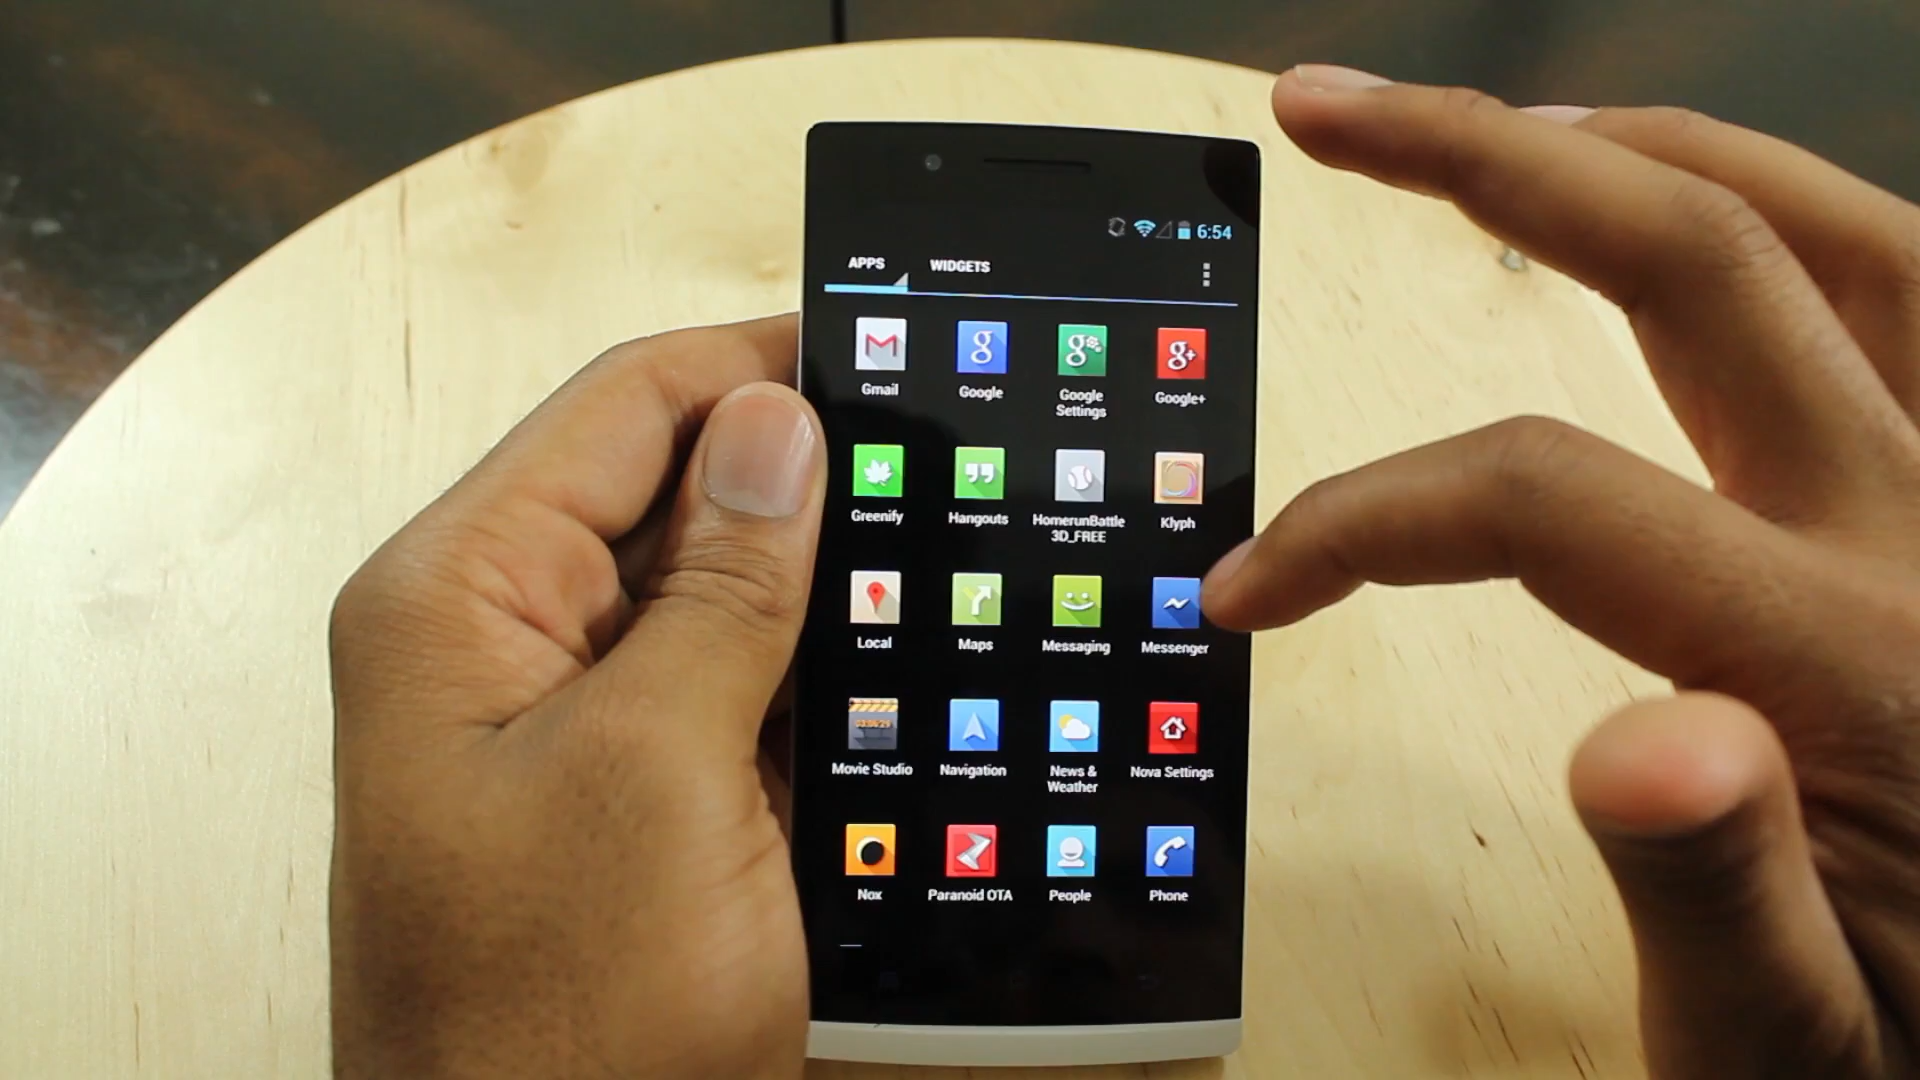 6:54
APPS WIDGETS
Gmail Google Google Settings Google+
Greenify Hangouts HomerunBattle 3D_FREE Klyph
Local Maps Messaging Messenger
Movie Studio Navigation News & Weather Nova Settings
Nox Paranoid OTA People Phone